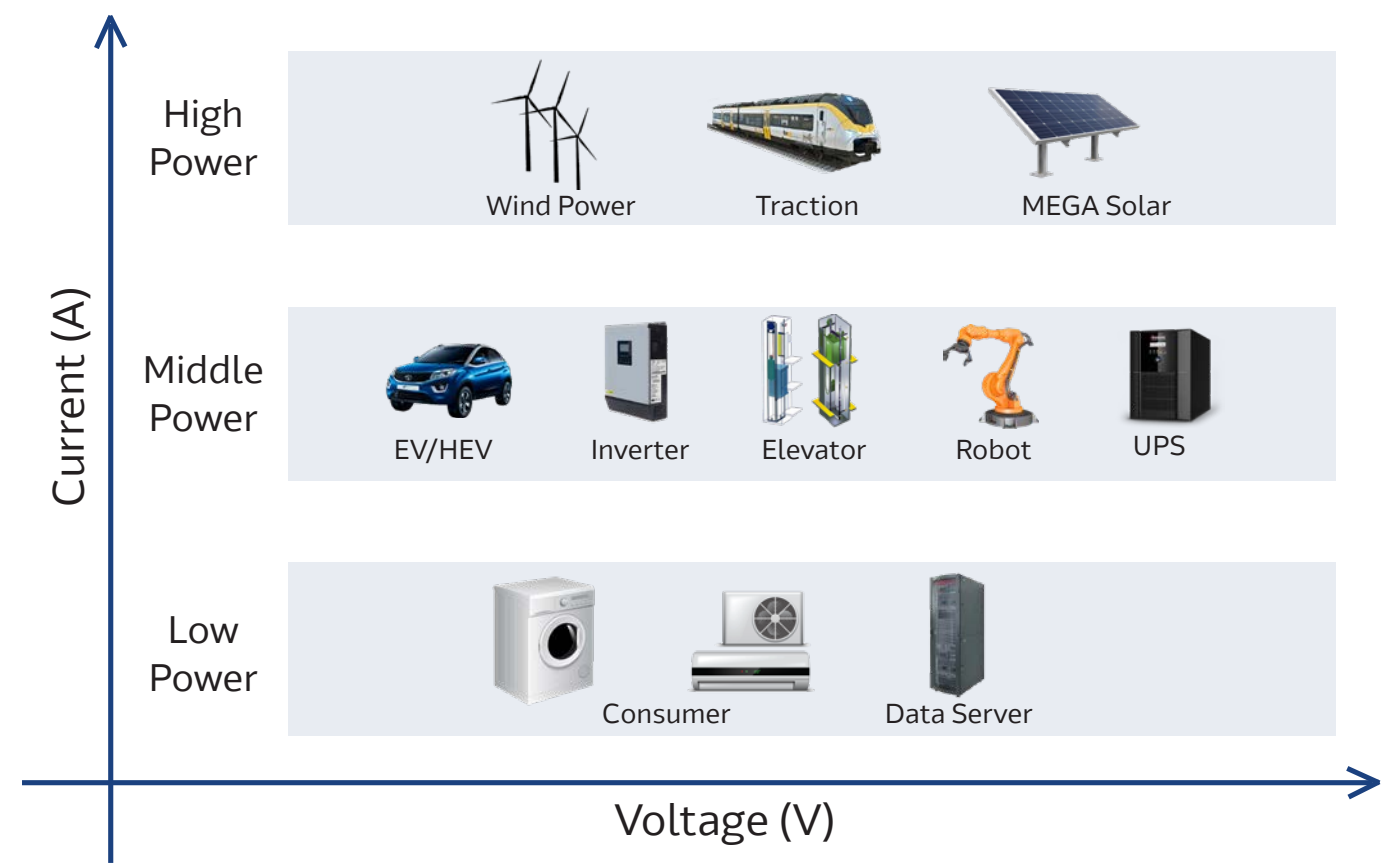 High
Power
Wind Power
Traction
MEGA Solar
Current (A)
Middle
Power
EV/HEV
Inverter
Elevator
Robot
UPS
Low
Power
Consumer
Data Server
Voltage (V)